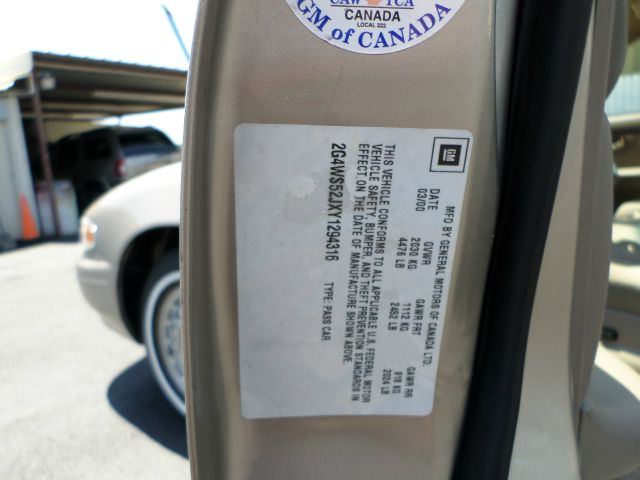 CAW TCA
CANADA
LOCAL 222
GM of CANADA
GM
MFD BY GENERAL MOTORS OF CANADA LTD.
DATE GVWR GAWR FRT GAWR RR
03/00 2030 KG 1112 KG 918 KG
4476 LB 2452 LB 2024 LB
THIS VEHICLE CONFORMS TO ALL APPLICABLE U.S. FEDERAL MOTOR
VEHICLE SAFETY, BUMPER, AND THEFT PREVENTION STANDARDS IN
EFFECT ON THE DATE OF MANUFACTURE SHOWN ABOVE.
2G4WS52JXY1294316 TYPE: PASS CAR